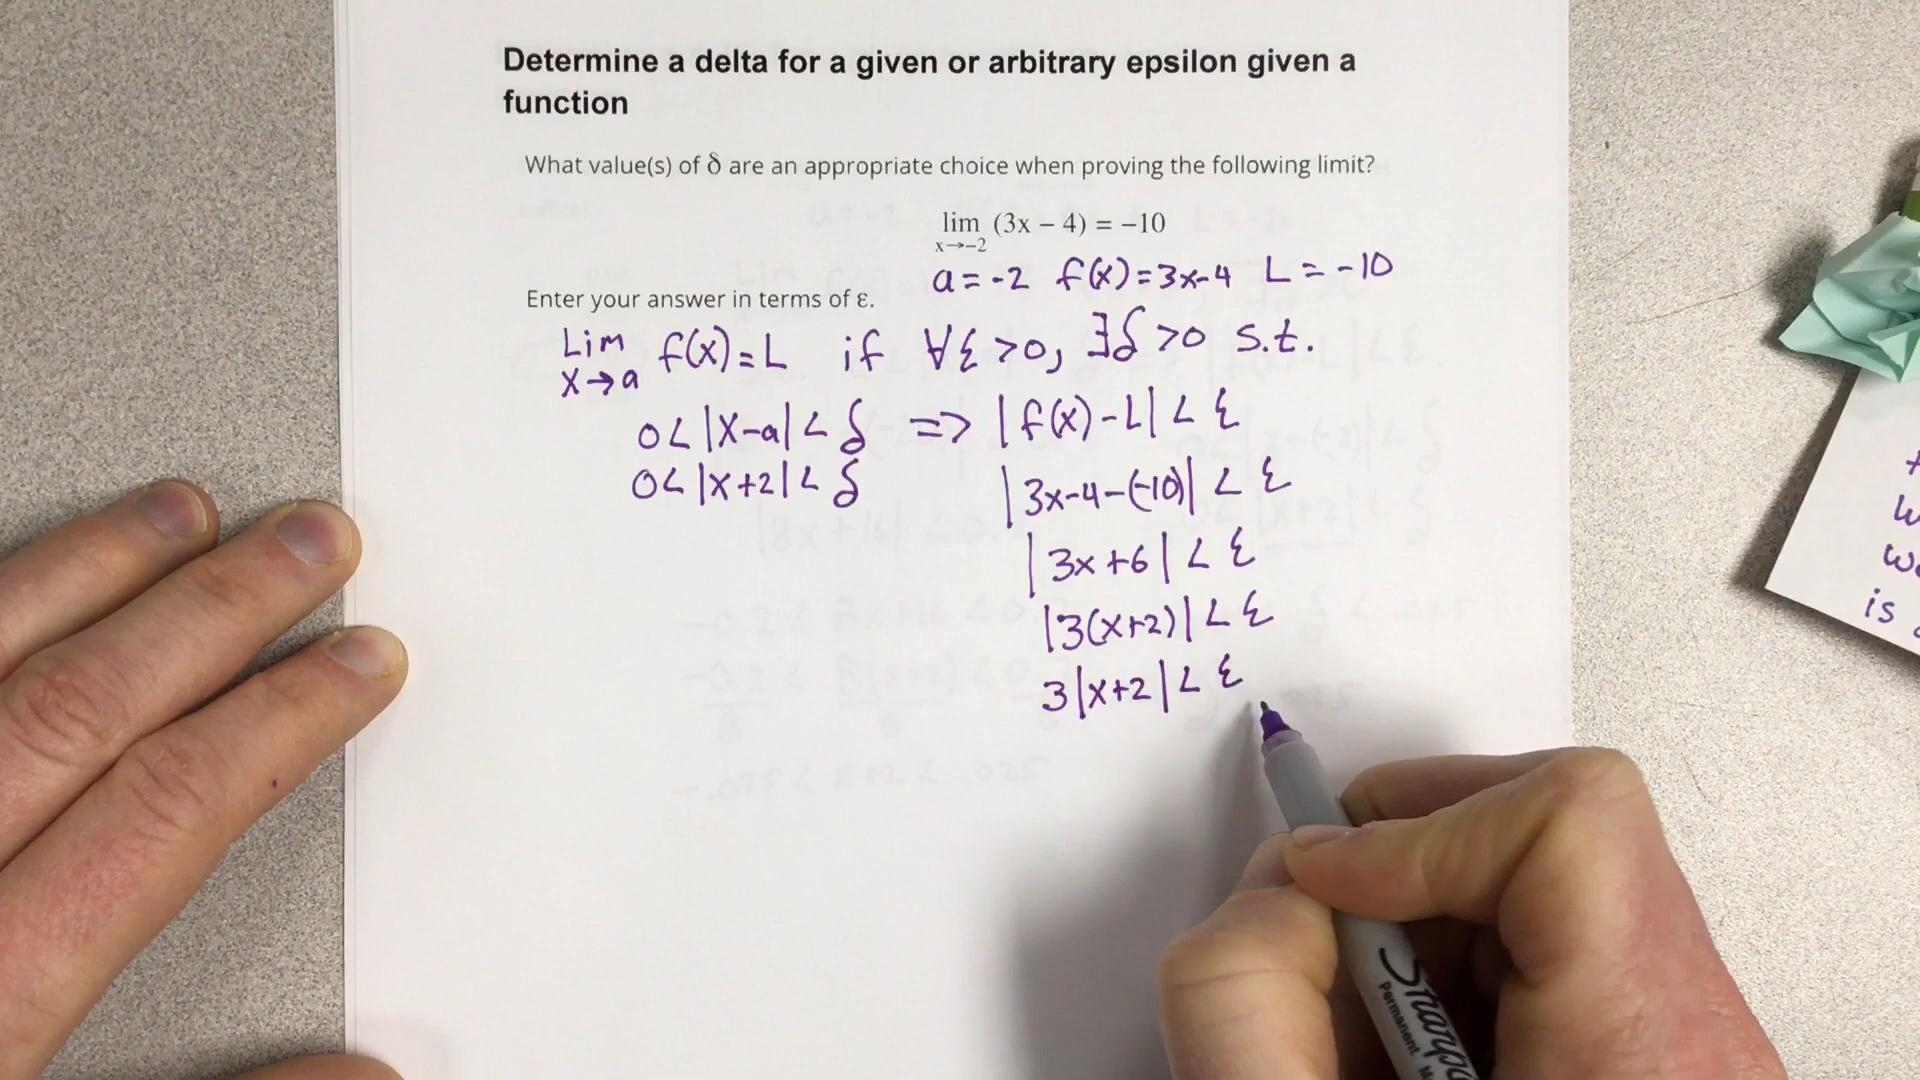 Determine a delta for a given or arbitrary epsilon given a
function
What value(s) of δ are an appropriate choice when proving the following limit?
lim (3x – 4) = –10
x→–2
a = -2 f(x) = 3x-4 L = -10
Enter your answer in terms of ε.
Lim f(x) = L if ∀ε >0, ∃δ >0 s.t.
x→a
0 < |x-a| < δ => |f(x)-L| < ε
0 < |x+2| < δ |3x-4-(-10)| < ε
|3x+6| < ε
|3(x+2)| < ε
3|x+2| < ε
is
Sharpie
Permanent